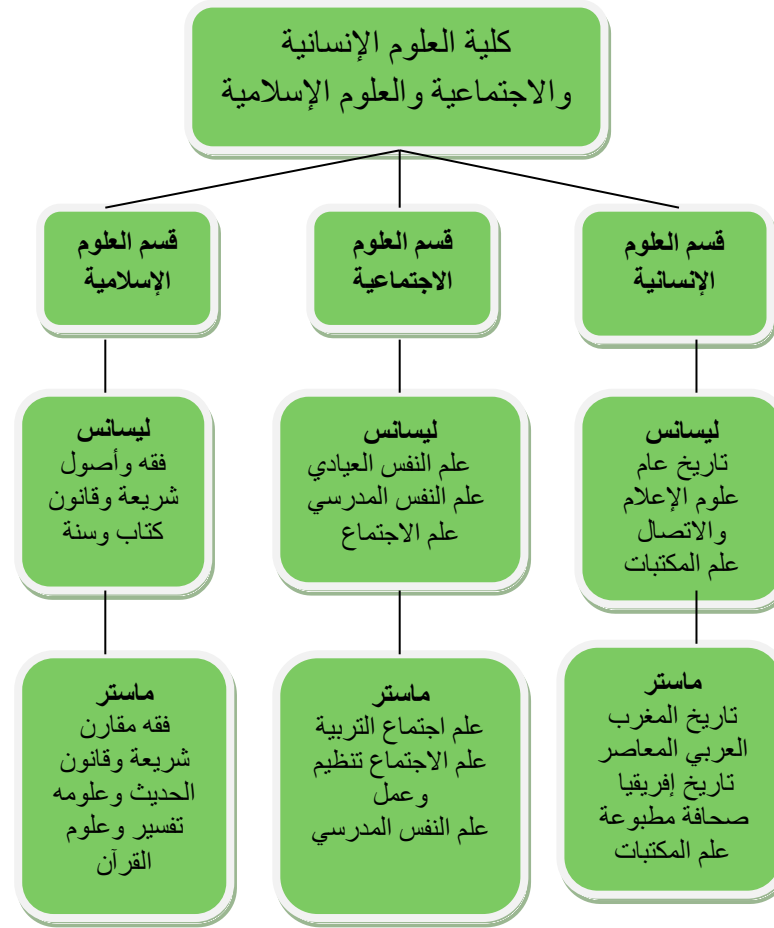 كلية العلوم الإنسانية
والاجتماعية والعلوم الإسلامية
قسم العلوم
الإنسانية
قسم العلوم
الاجتماعية
قسم العلوم
الإسلامية
ليسانس
تاريخ عام
علوم الإعلام
والاتصال
علم المكتبات
ليسانس
علم النفس العيادي
علم النفس المدرسي
علم الاجتماع
ليسانس
فقه وأصول
شريعة وقانون
كتاب وسنة
ماستر
تاريخ المغرب
العربي المعاصر
تاريخ إفريقيا
صحافة مطبوعة
علم المكتبات
ماستر
علم اجتماع التربية
علم الاجتماع تنظيم
وعمل
علم النفس المدرسي
ماستر
فقه مقارن
شريعة وقانون
الحديث وعلومه
تفسير وعلوم
القرآن